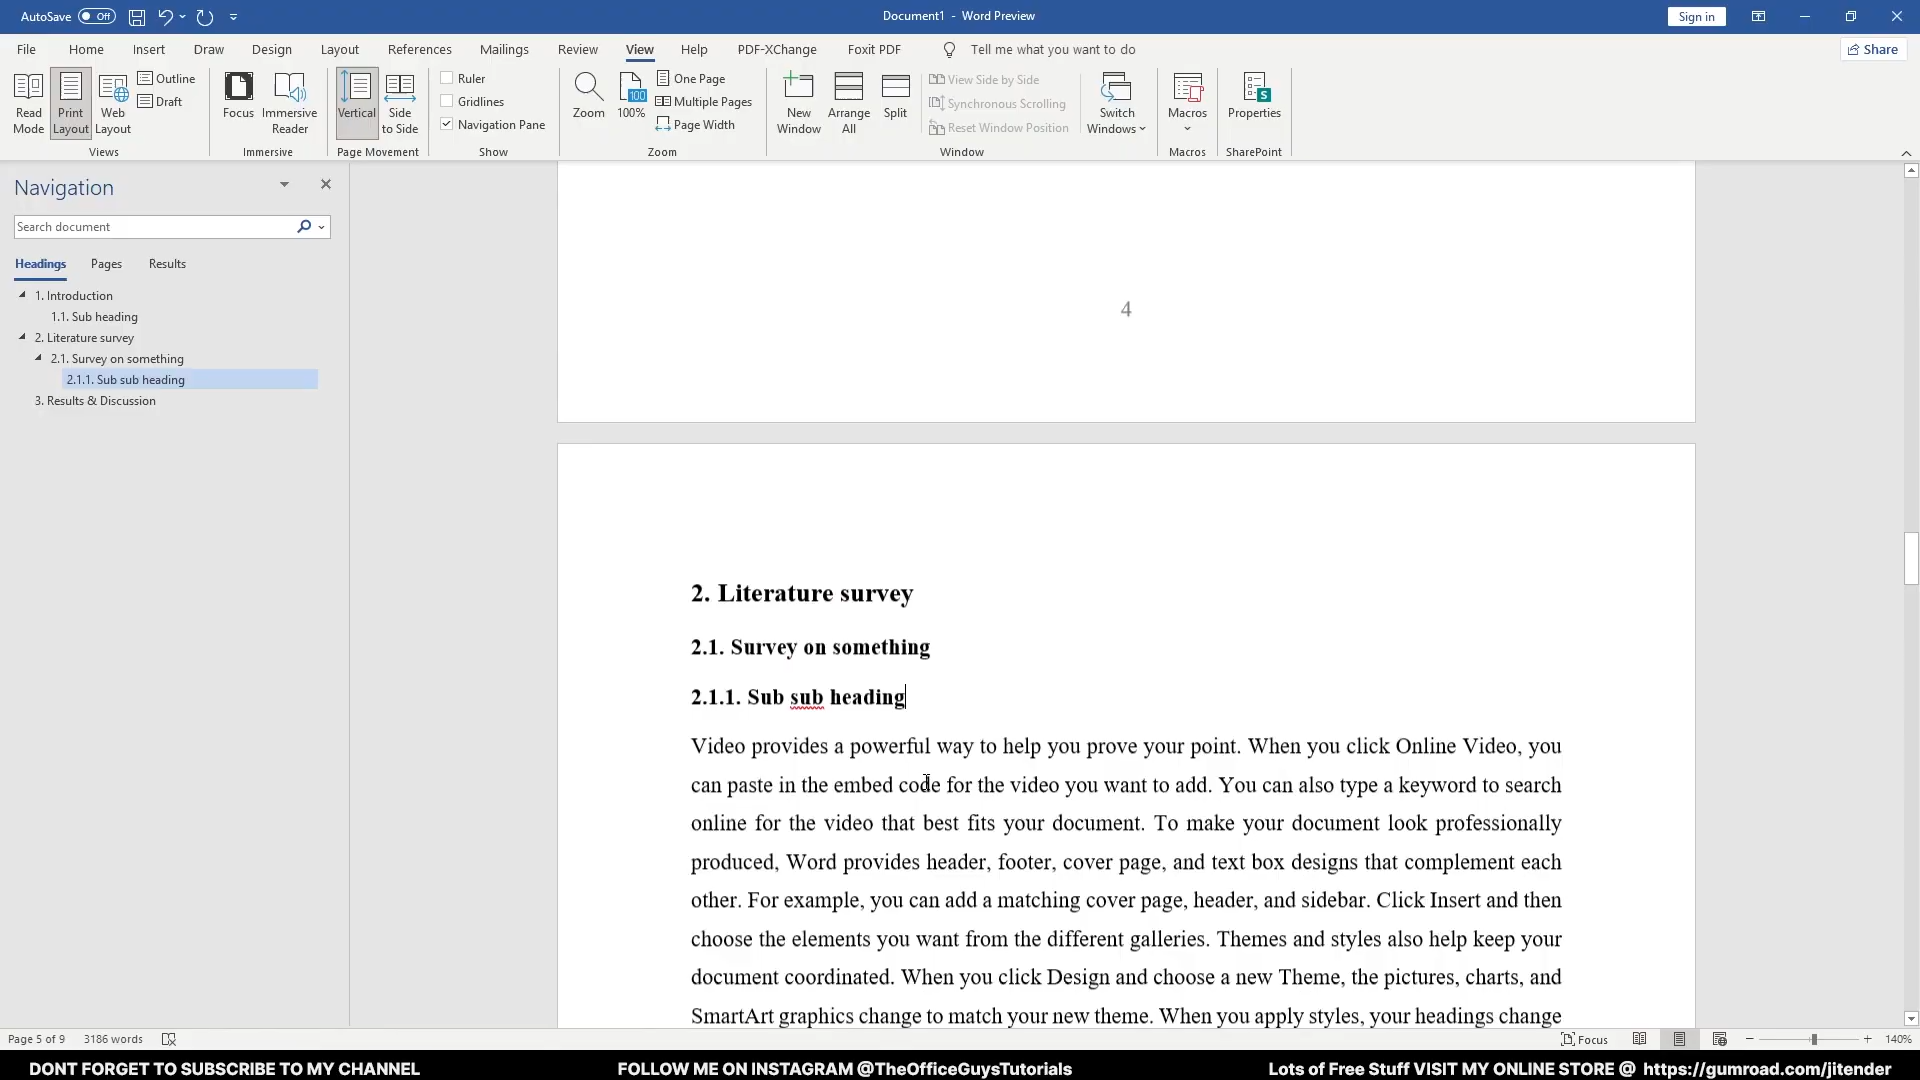 AutoSave Off
Document1 - Word Preview
Sign in
File Home Insert Draw Design Layout References Mailings Review View Help PDF-XChange Foxit PDF Tell me what you want to do Share
Read Mode
Print Layout
Web Layout
Outline
Draft
Views
Focus
Immersive Reader
Immersive
Vertical
Side to Side
Page Movement
Ruler
Gridlines
Navigation Pane
Show
Zoom
100
100%
One Page
Multiple Pages
Page Width
Zoom
New Window
Arrange All
Split
View Side by Side
Synchronous Scrolling
Reset Window Position
Switch Windows
Window
Macros
Macros
S
Properties
SharePoint
Navigation
Search document
Headings Pages Results
1. Introduction
1.1. Sub heading
2. Literature survey
2.1. Survey on something
2.1.1. Sub sub heading
3. Results & Discussion
4
2. Literature survey
2.1. Survey on something
2.1.1. Sub sub heading
Video provides a powerful way to help you prove your point. When you click Online Video, you
can paste in the embed code for the video you want to add. You can also type a keyword to search
online for the video that best fits your document. To make your document look professionally
produced, Word provides header, footer, cover page, and text box designs that complement each
other. For example, you can add a matching cover page, header, and sidebar. Click Insert and then
choose the elements you want from the different galleries. Themes and styles also help keep your
document coordinated. When you click Design and choose a new Theme, the pictures, charts, and
SmartArt graphics change to match your new theme. When you apply styles, your headings change
Page 5 of 9 3186 words
Focus
140%
DONT FORGET TO SUBSCRIBE TO MY CHANNEL FOLLOW ME ON INSTAGRAM @TheOfficeGuysTutorials Lots of Free Stuff VISIT MY ONLINE STORE @ https://gumroad.com/jitender